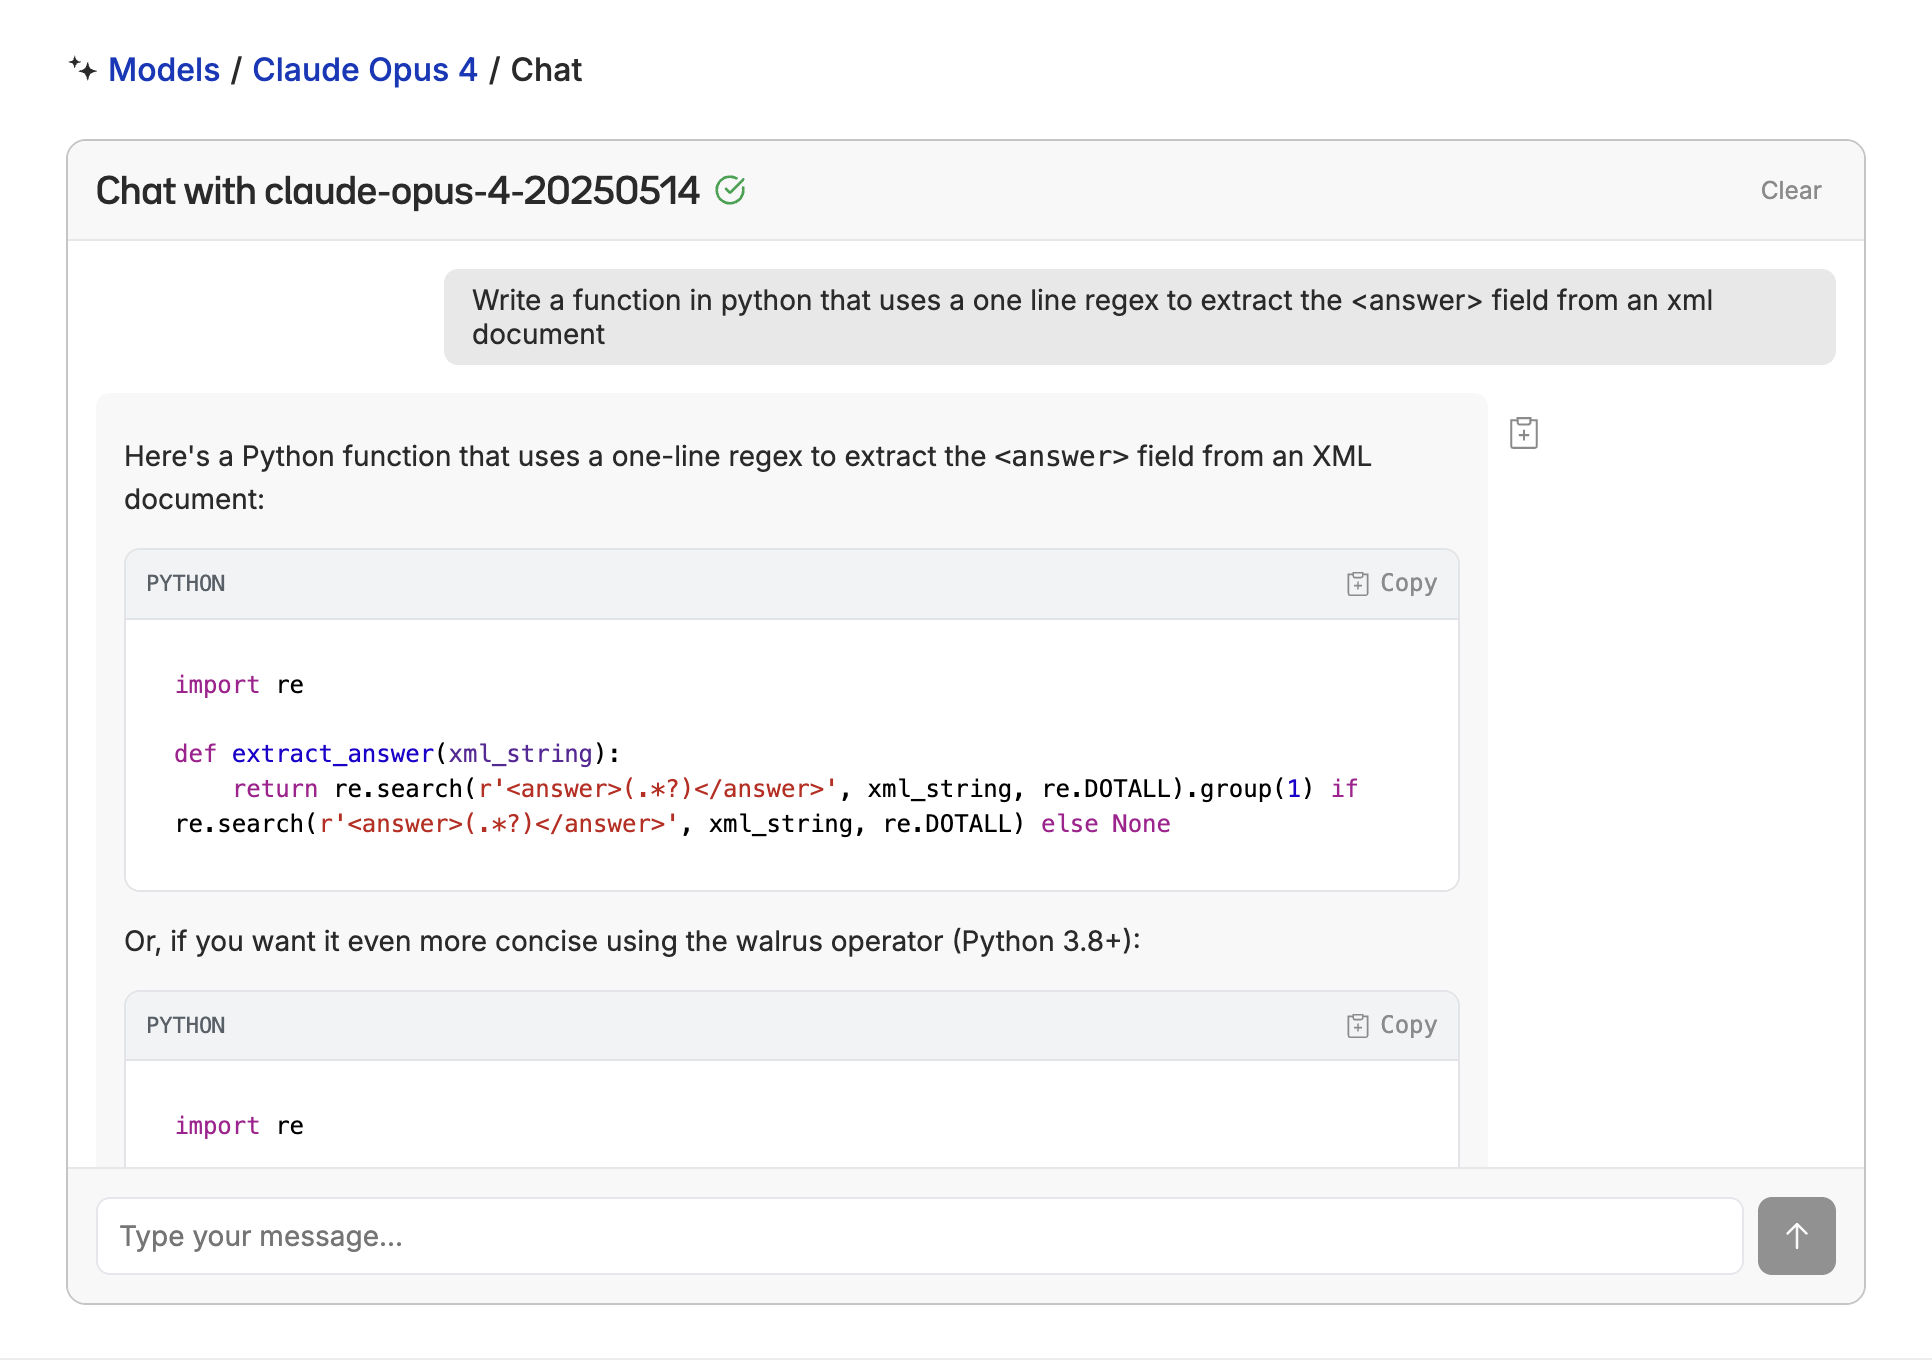 Models / Claude Opus 4 / Chat
Chat with claude-opus-4-20250514
Clear
Write a function in python that uses a one line regex to extract the <answer> field from an xml
document
Here's a Python function that uses a one-line regex to extract the <answer> field from an XML
document:
PYTHON
Copy
import re
def extract_answer(xml_string):
    return re.search(r'<answer>(.*?)</answer>', xml_string, re.DOTALL).group(1) if
re.search(r'<answer>(.*?)</answer>', xml_string, re.DOTALL) else None
Or, if you want it even more concise using the walrus operator (Python 3.8+):
PYTHON
Copy
import re
Type your message...